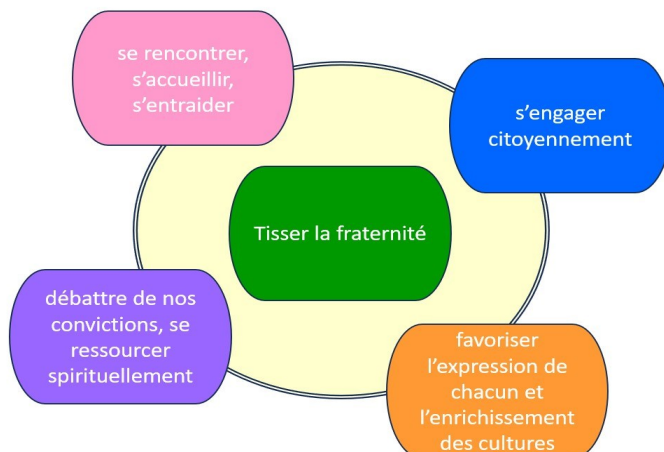 se rencontrer,
s’accueillir,
s’entraider
s’engager
citoyennement
Tisser la fraternité
débattre de nos
convictions, se
ressourcer
spirituellement
favoriser
l’expression de
chacun et
l’enrichissement
des cultures